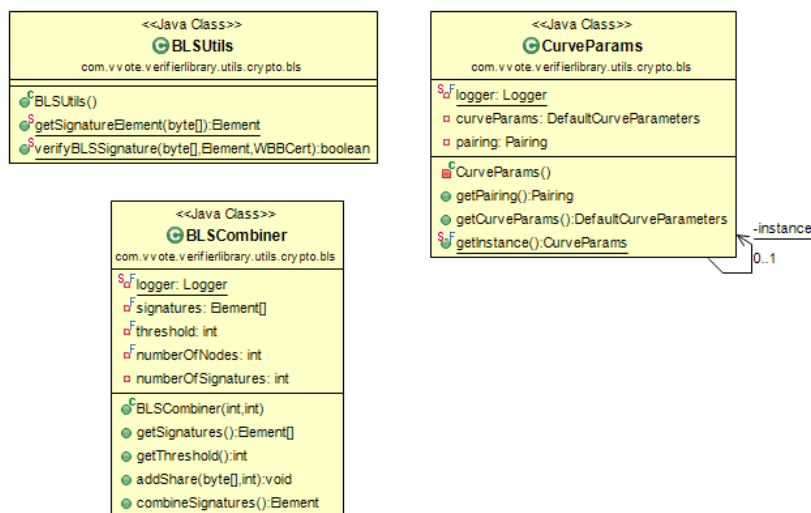 <<Java Class>>
BLSUtils
com.vvote.verifierlibrary.utils.crypto.bls
BLSUtils()
getSignatureElement(byte[]):Element
verifyBLSSignature(byte[],Element,WBBCert):boolean
<<Java Class>>
CurveParams
com.vvote.verifierlibrary.utils.crypto.bls
logger: Logger
curveParams: DefaultCurveParameters
pairing: Pairing
CurveParams()
getPairing():Pairing
getCurveParams():DefaultCurveParameters
getInstance():CurveParams
-instance
0..1
<<Java Class>>
BLSCombiner
com.vvote.verifierlibrary.utils.crypto.bls
logger: Logger
signatures: Element[]
threshold: int
numberOfNodes: int
numberOfSignatures: int
BLSCombiner(int,int)
getSignatures():Element[]
getThreshold():int
addShare(byte[],int):void
combineSignatures():Element